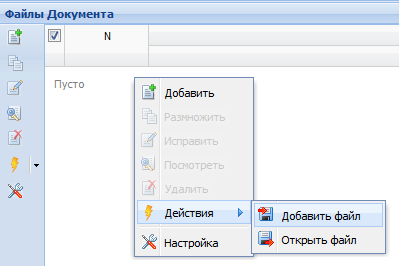 Файлы Документа
N
Пусто
Добавить
Размножить
Исправить
Посмотреть
Удалить
Действия
Добавить файл
Открыть файл
Настройка